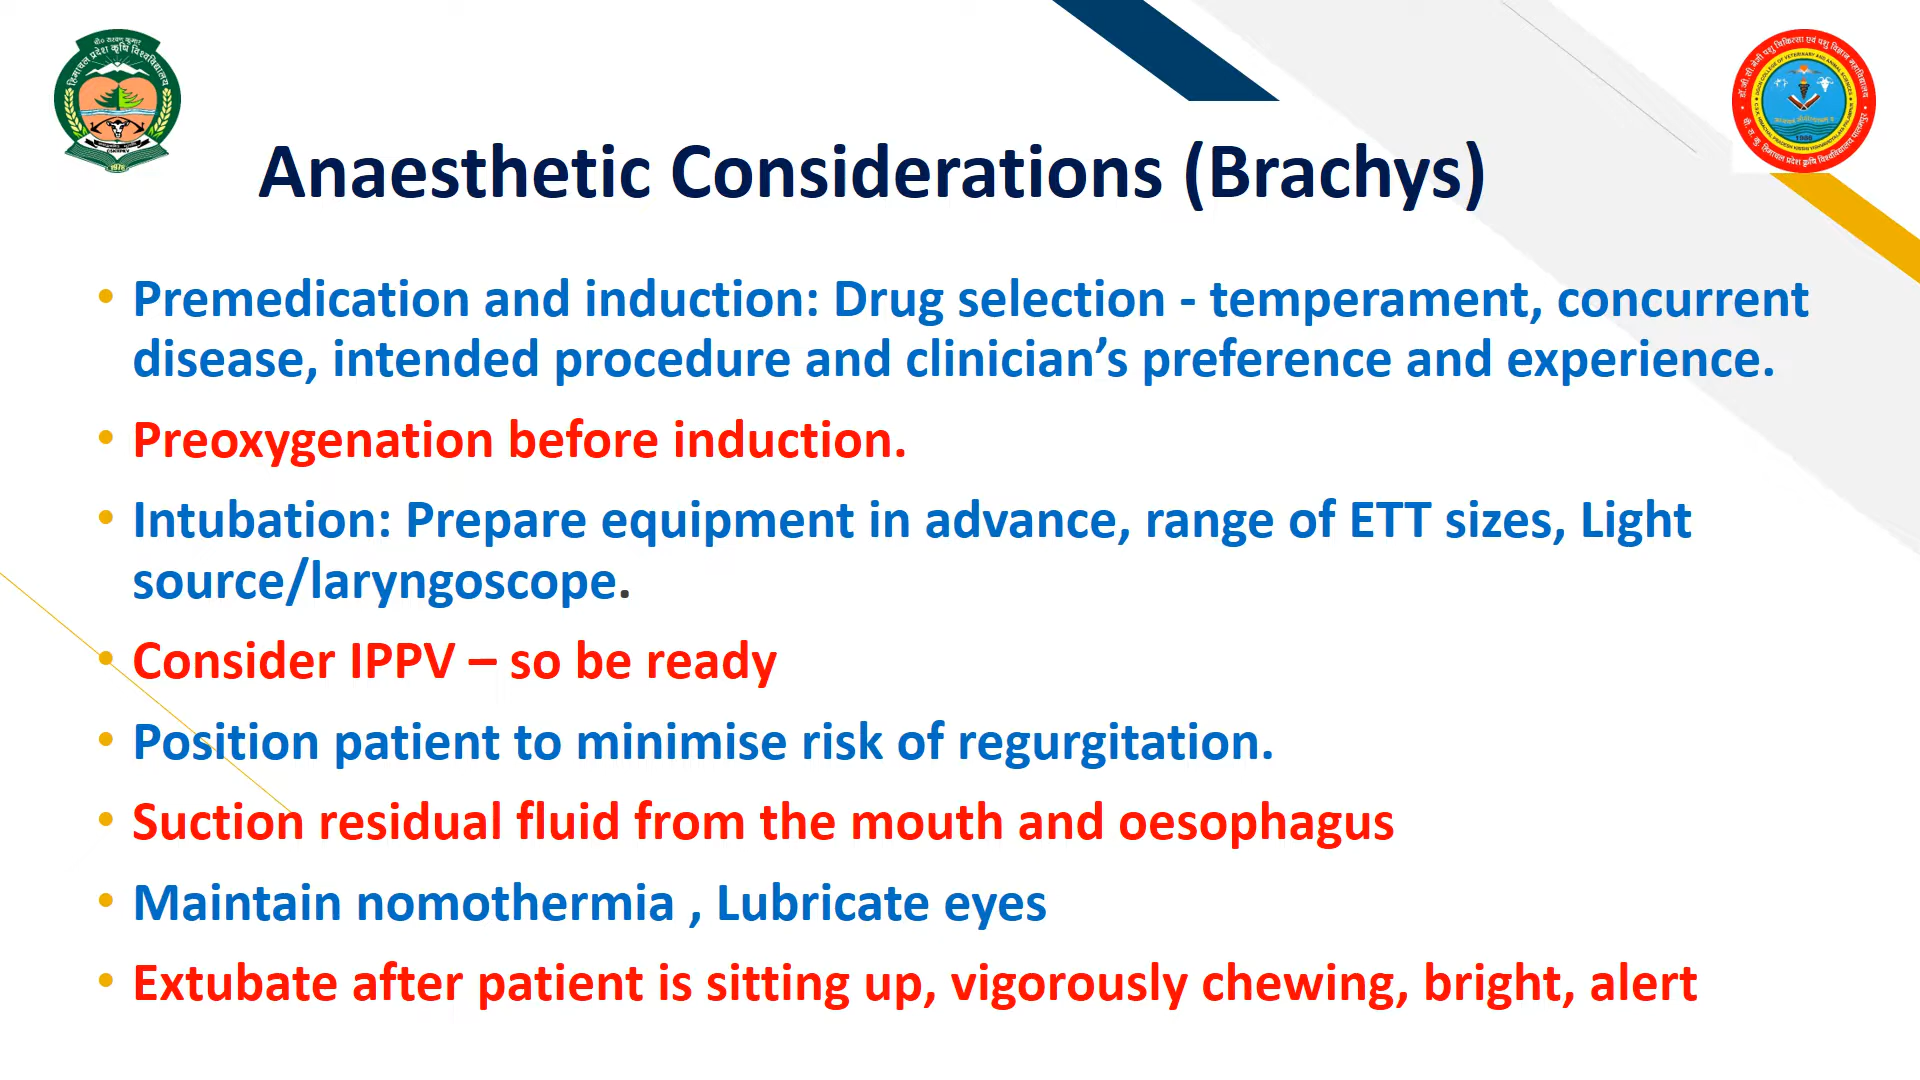 Anaesthetic Considerations (Brachys)
• Premedication and induction: Drug selection - temperament, concurrent
disease, intended procedure and clinician’s preference and experience.
• Preoxygenation before induction.
• Intubation: Prepare equipment in advance, range of ETT sizes, Light
source/laryngoscope.
• Consider IPPV – so be ready
• Position patient to minimise risk of regurgitation.
• Suction residual fluid from the mouth and oesophagus
• Maintain nomothermia , Lubricate eyes
• Extubate after patient is sitting up, vigorously chewing, bright, alert